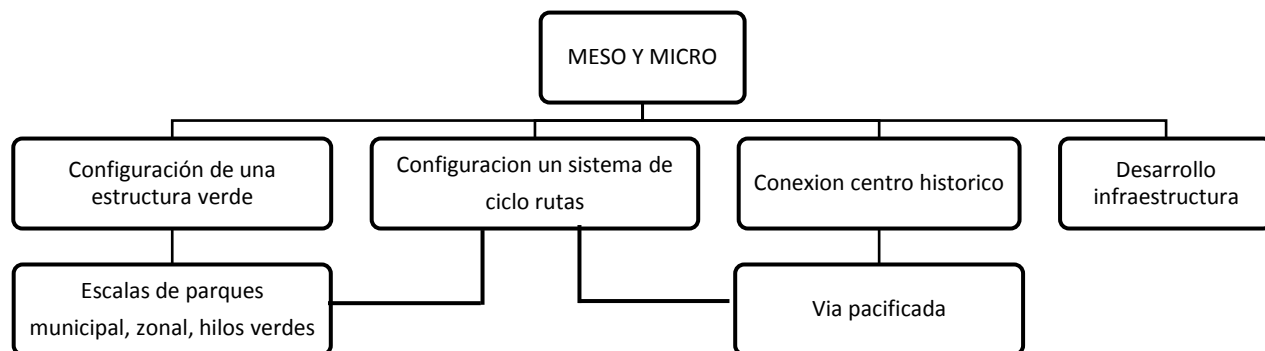 MESO Y MICRO
Configuración de una
estructura verde
Configuracion un sistema de
ciclo rutas
Conexion centro historico
Desarrollo
infraestructura
Escalas de parques
municipal, zonal, hilos verdes
Via pacificada